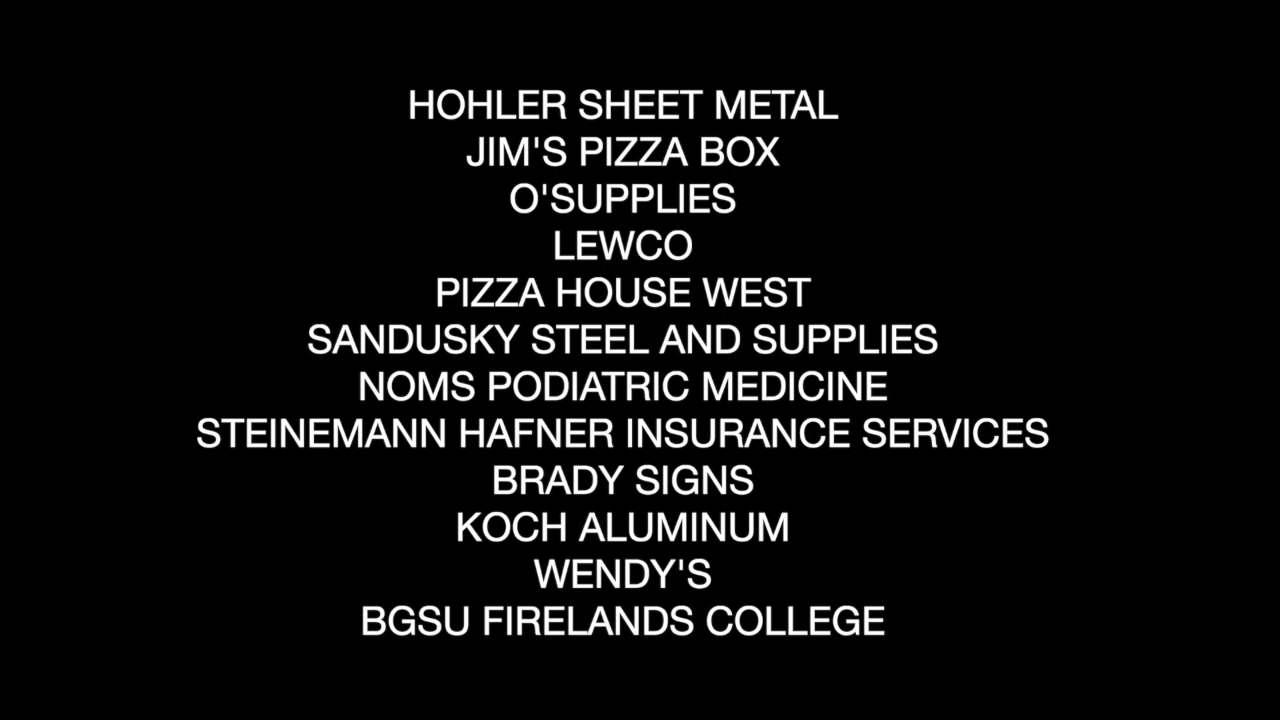 HOHLER SHEET METAL
JIM'S PIZZA BOX
O'SUPPLIES
LEWCO
PIZZA HOUSE WEST
SANDUSKY STEEL AND SUPPLIES
NOMS PODIATRIC MEDICINE
STEINEMANN HAFNER INSURANCE SERVICES
BRADY SIGNS
KOCH ALUMINUM
WENDY'S
BGSU FIRELANDS COLLEGE